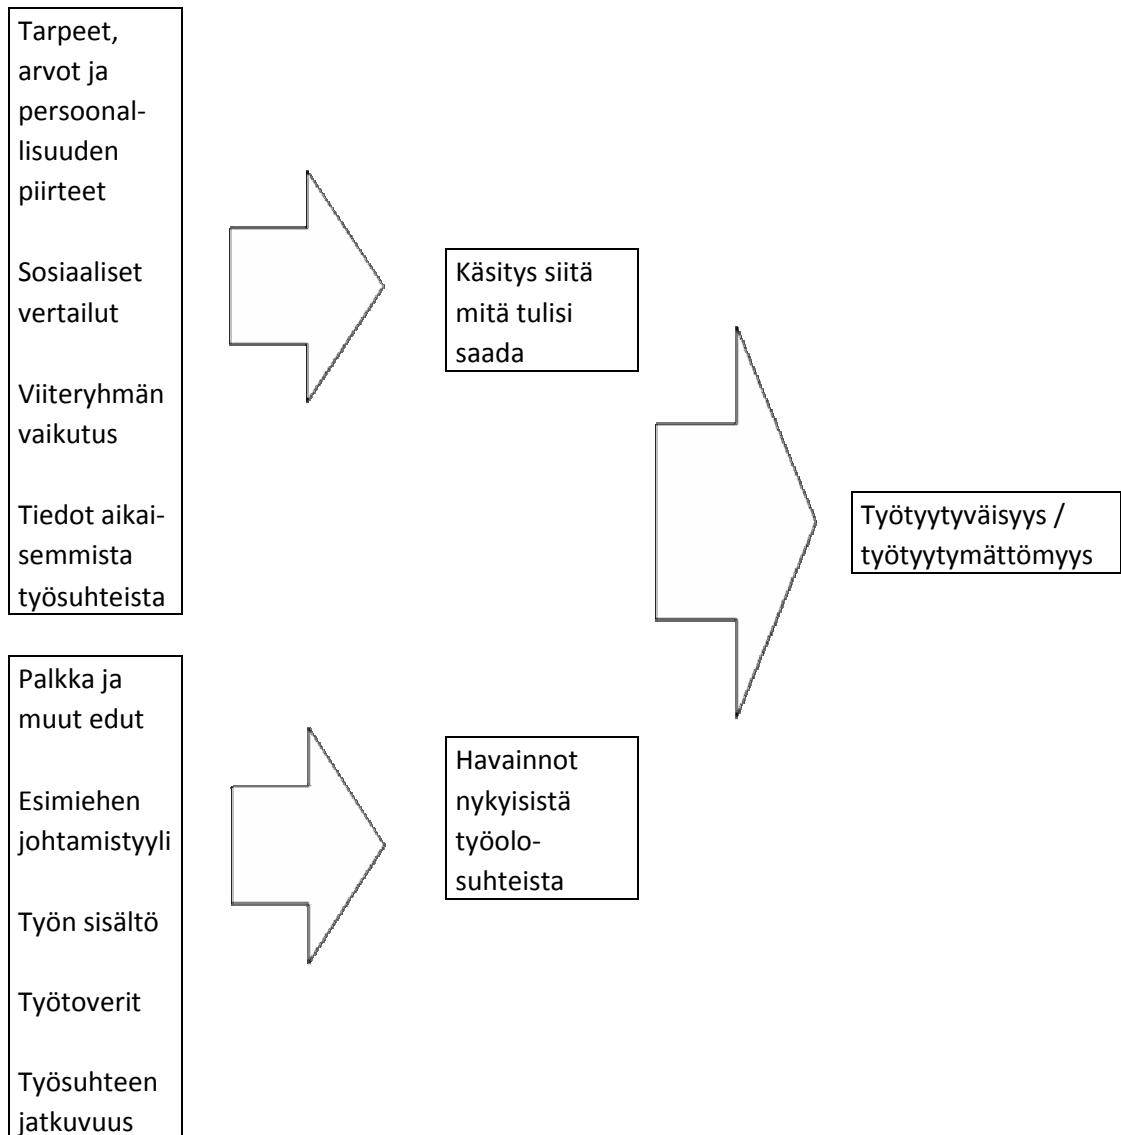 Tarpeet,
arvot ja
persoonal-
lisuuden
piirteet
Sosiaaliset
vertailut
Viiteryhmän
vaikutus
Tiedot aikai-
semmista
työsuhteista
Käsitys siitä
mitä tulisi
saada
Palkka ja
muut edut
Esimiehen
johtamistyyli
Työn sisältö
Työtoverit
Työsuhteen
jatkuvuus
Havainnot
nykyisistä
työolo-
suhteista
Työtyytyväisyys /
työtyytymättömyys